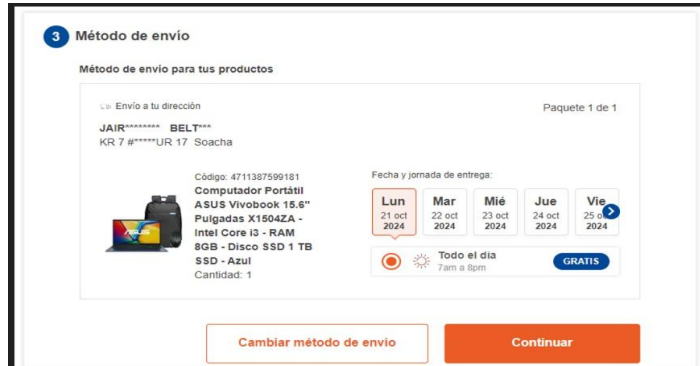 3 Método de envío
Método de envío para tus productos
Envío a tu dirección
Paquete 1 de 1
JAIR******** BELT***
KR 7 #*****UR 17 Soacha
Código: 4711387599181
Computador Portátil
ASUS Vivobook 15.6"
Pulgadas X1504ZA -
Intel Core i3 - RAM
8GB - Disco SSD 1 TB
SSD - Azul
Cantidad: 1
ASUS
Fecha y jornada de entrega:
Lun Mar Mié Jue Vie
21 oct 22 oct 23 oct 24 oct 25
2024 2024 2024 2024 2024
Todo el día
7am a 8pm
GRATIS
Cambiar método de envío
Continuar